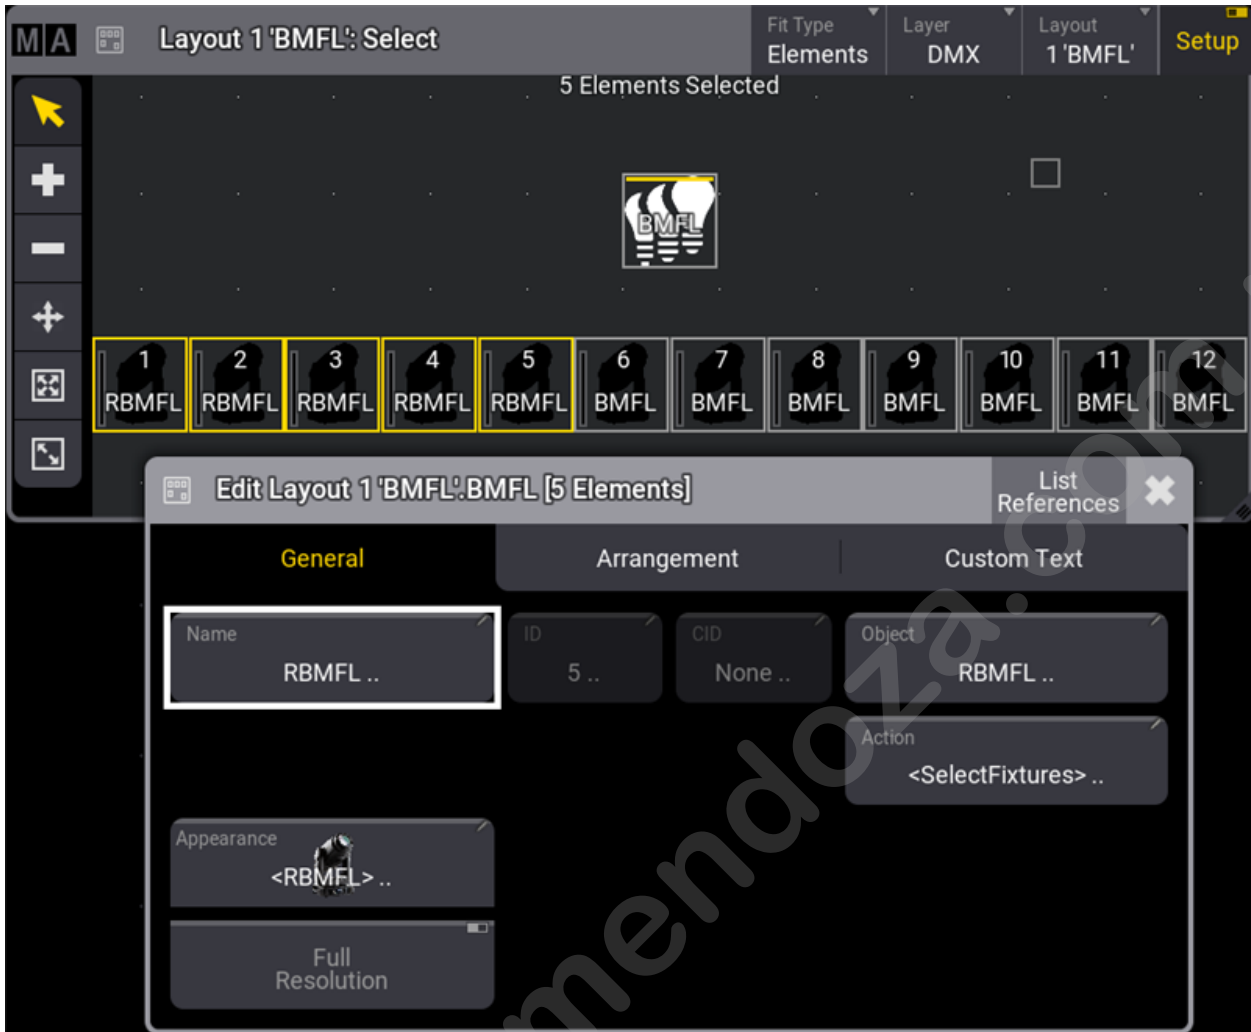 MA Layout 1 'BMFL': Select
Fit Type
Elements
Layer
DMX
Layout
1 'BMFL'
Setup
5 Elements Selected
BMFL
1 2 3 4 5 6 7 8 9 10 11 12
RBMFL RBMFL RBMFL RBMFL RBMFL BMFL BMFL BMFL BMFL BMFL BMFL BMFL
Edit Layout 1 'BMFL'.BMFL [5 Elements]
List
References
General Arrangement Custom Text
Name
RBMFL ..
ID
5 ..
CID
None ..
Object
RBMFL ..
Action
<SelectFixtures> ..
Appearance
<RBMFL> ..
Full
Resolution
mendoza.com